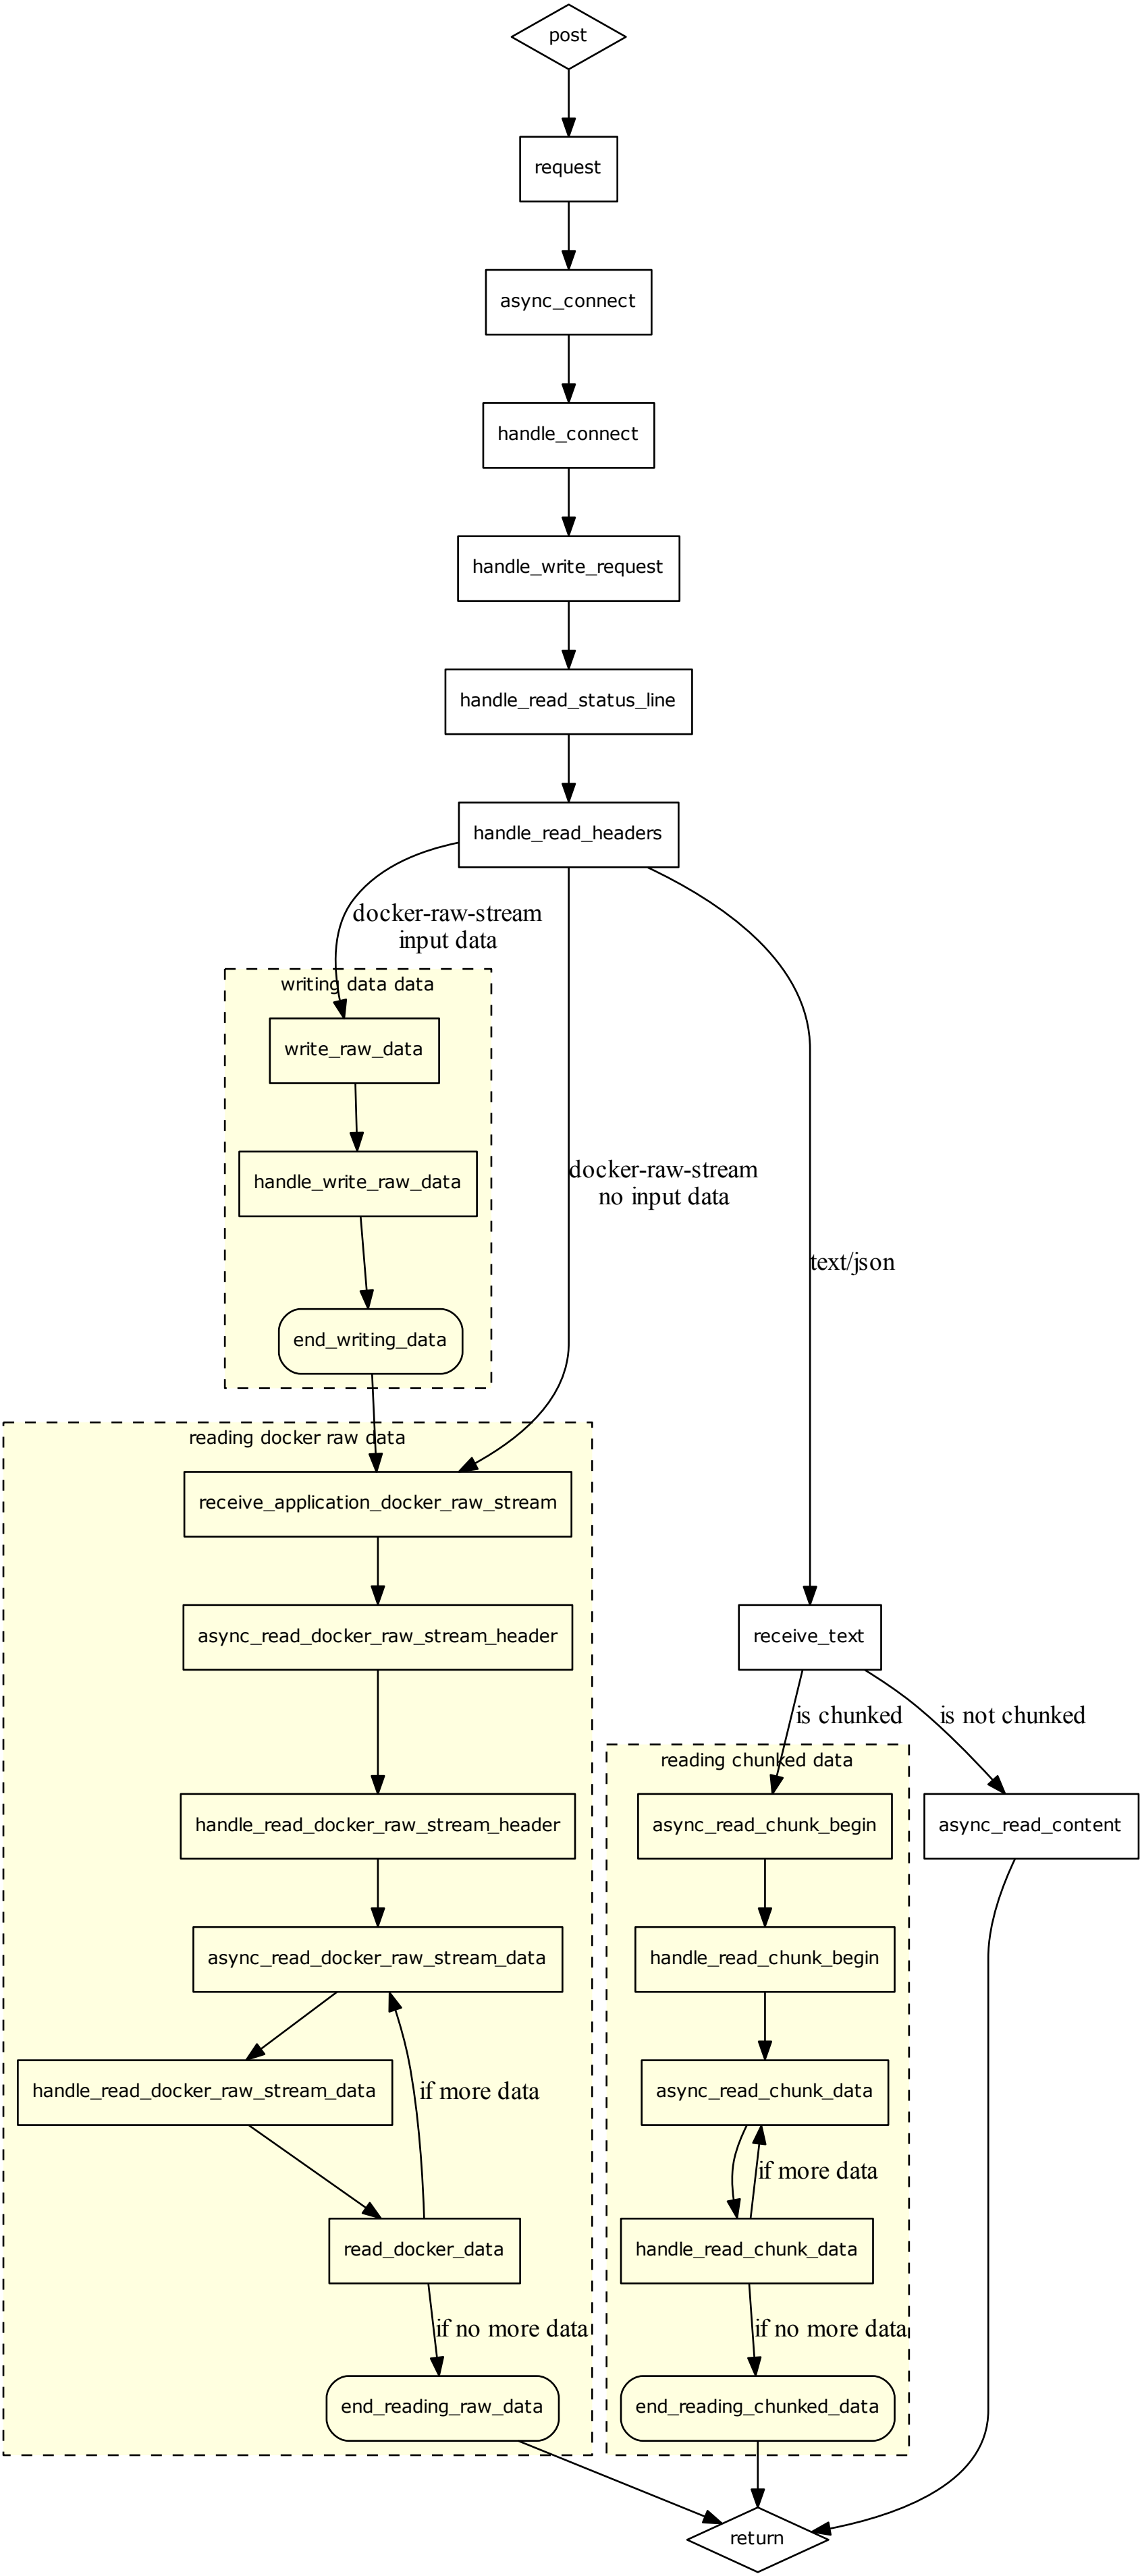 post
request
async_connect
handle_connect
handle_write_request
handle_read_status_line
handle_read_headers
docker-raw-stream
input data
writing data data
write_raw_data
docker-raw-stream
no input data
handle_write_raw_data
text/json
end_writing_data
reading docker raw data
receive_application_docker_raw_stream
async_read_docker_raw_stream_header
receive_text
is chunked
is not chunked
reading chunked data
handle_read_docker_raw_stream_header
async_read_chunk_begin
async_read_content
async_read_docker_raw_stream_data
handle_read_chunk_begin
handle_read_docker_raw_stream_data
if more data
async_read_chunk_data
if more data
read_docker_data
handle_read_chunk_data
if no more data
if no more data
end_reading_raw_data
end_reading_chunked_data
return